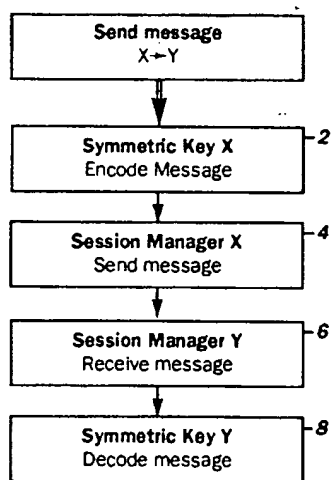 Send message
X→Y
Symmetric Key X
Encode Message
2
Session Manager X
Send message
4
Session Manager Y
Receive message
6
Symmetric Key Y
Decode message
8